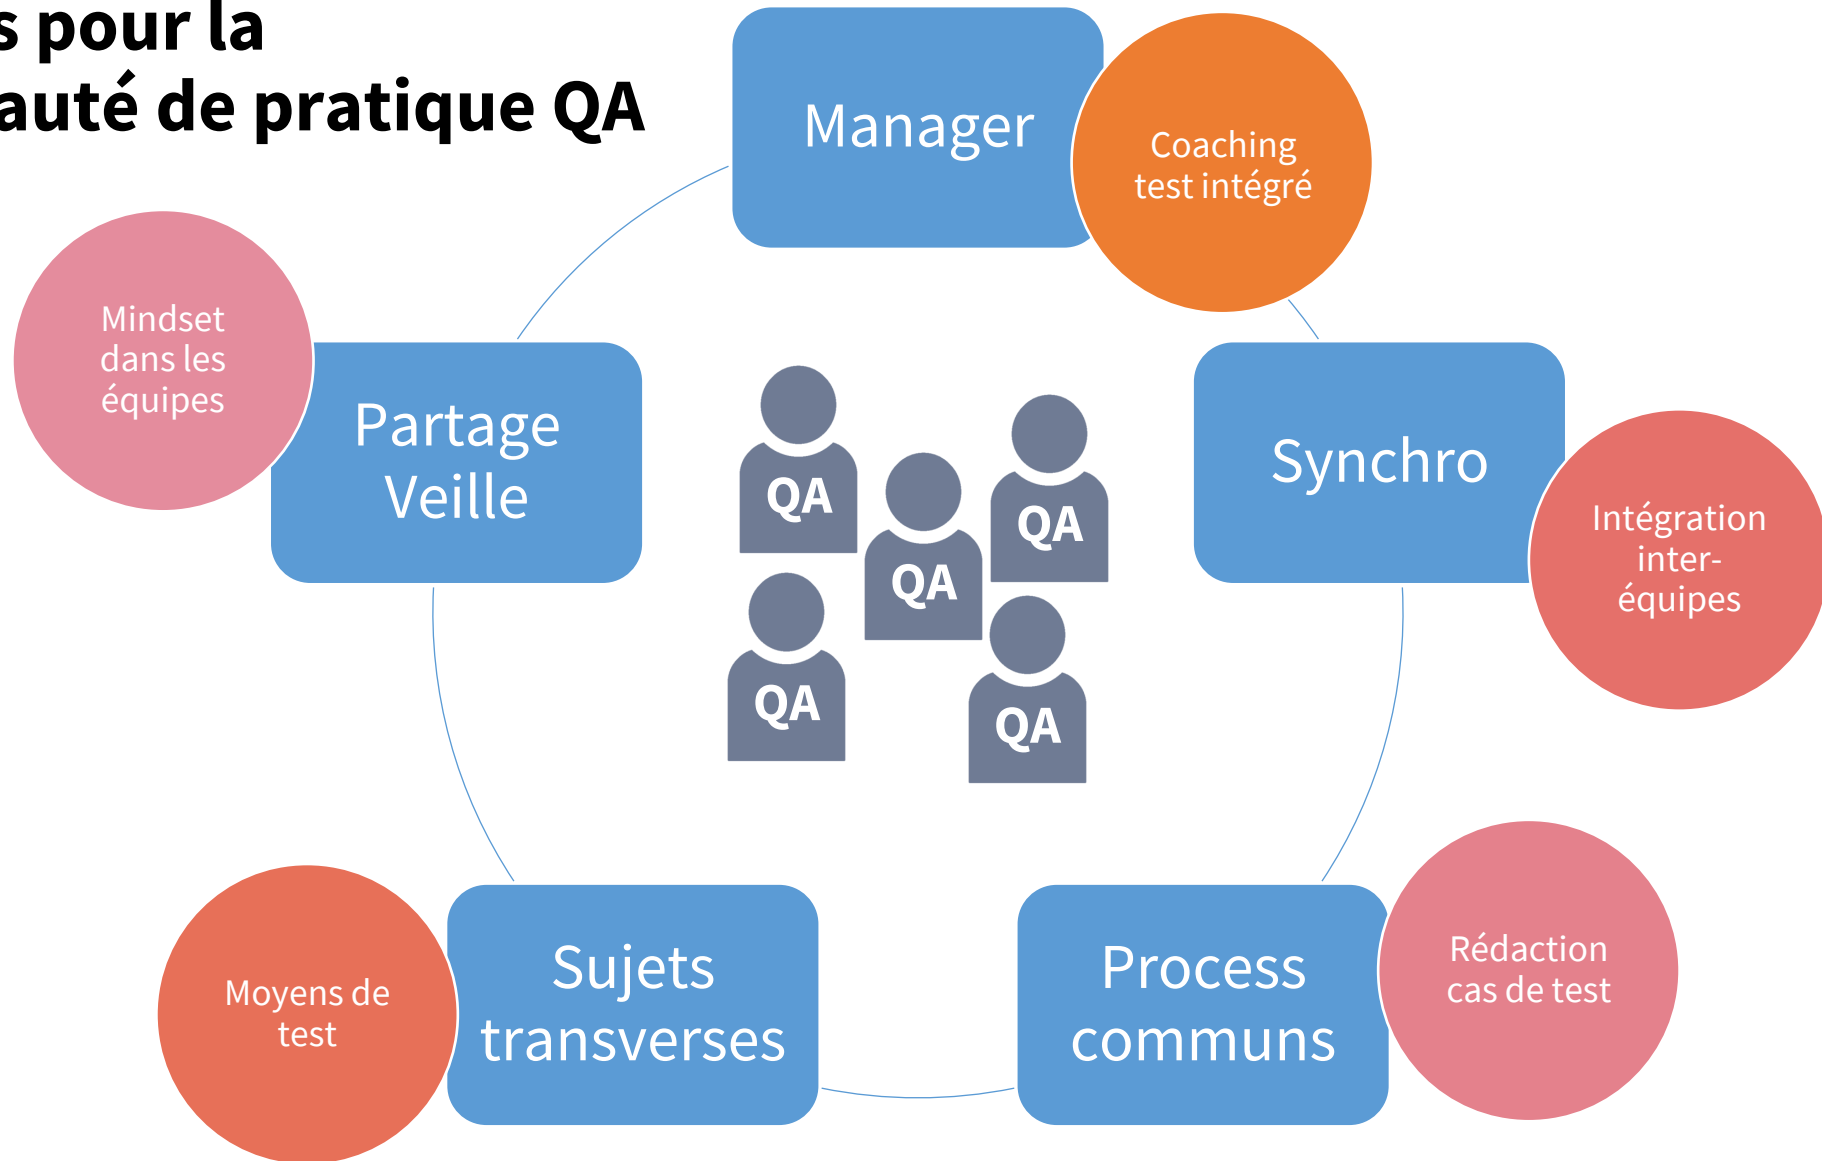 s pour la
auté de pratique QA
Manager
Coaching
test intégré
Mindset
dans les
équipes
Partage
Veille
Synchro
Intégration
inter-
équipes
QA
QA
QA
QA
QA
Sujets
transverses
Moyens de
test
Process
communs
Rédaction
cas de test